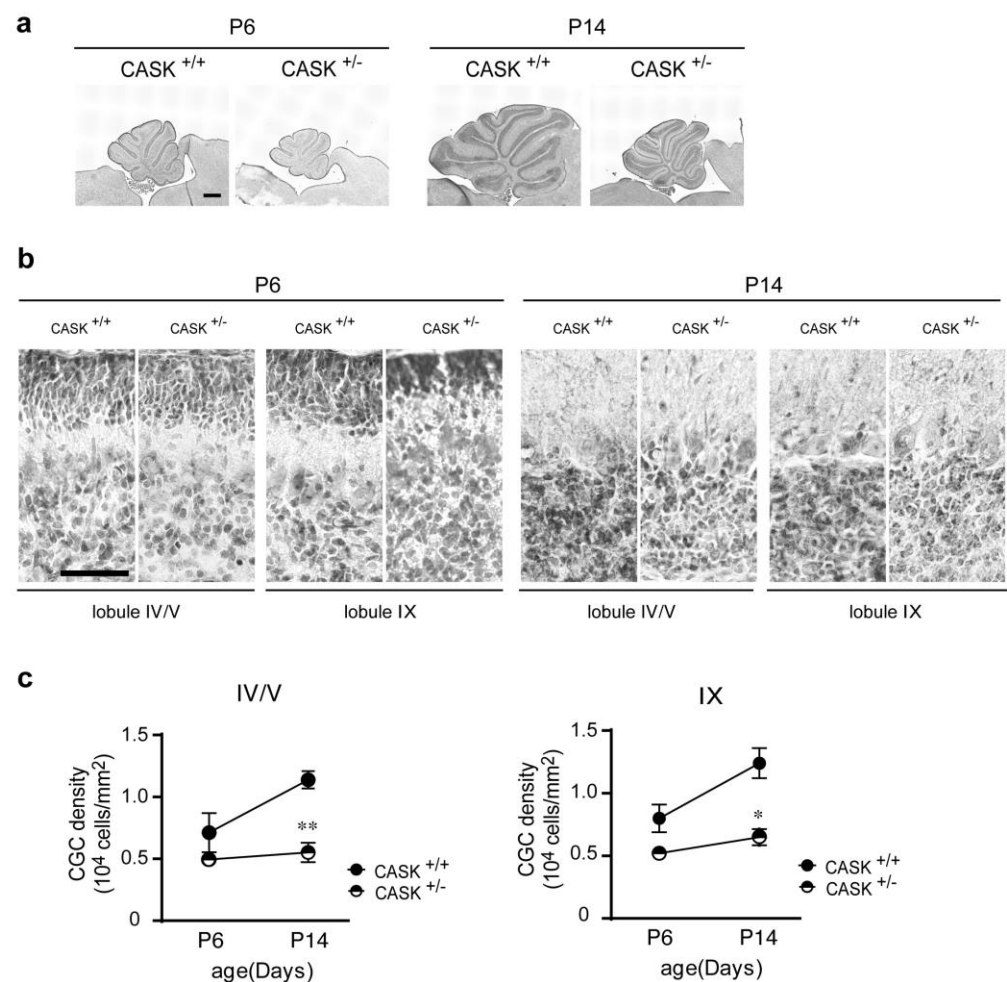 a
P6 P14
CASK +/+ CASK +/- CASK +/+ CASK +/-
b
P6 P14
CASK +/+ CASK +/- CASK +/+ CASK +/- CASK +/+ CASK +/- CASK +/+ CASK +/-
lobule IV/V lobule IX lobule IV/V lobule IX
c
IV/V
1.5
1.0
0.5
0
CGC density
(10⁴ cells/mm2)
**
P6 P14
age(Days)
CASK +/+
CASK +/-
IX
1.5
1.0
0.5
0
CGC density
(10⁴ cells/mm2)
*
P6 P14
age(Days)
CASK +/+
CASK +/-